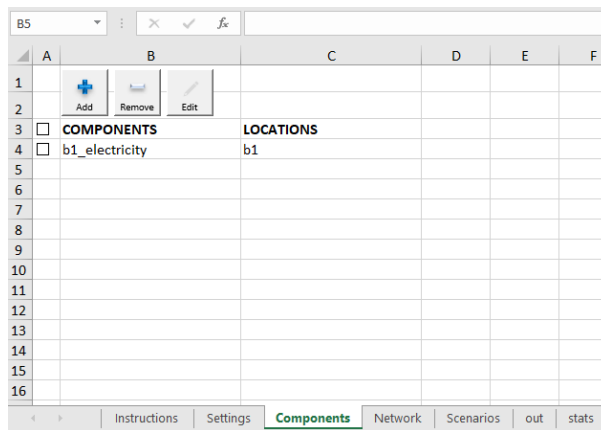 B5 fx
A B C D E F
1
Add Remove Edit
2
3 COMPONENTS LOCATIONS
4 b1_electricity b1
5
6
7
8
9
10
11
12
13
14
15
16
Instructions Settings Components Network Scenarios out stats